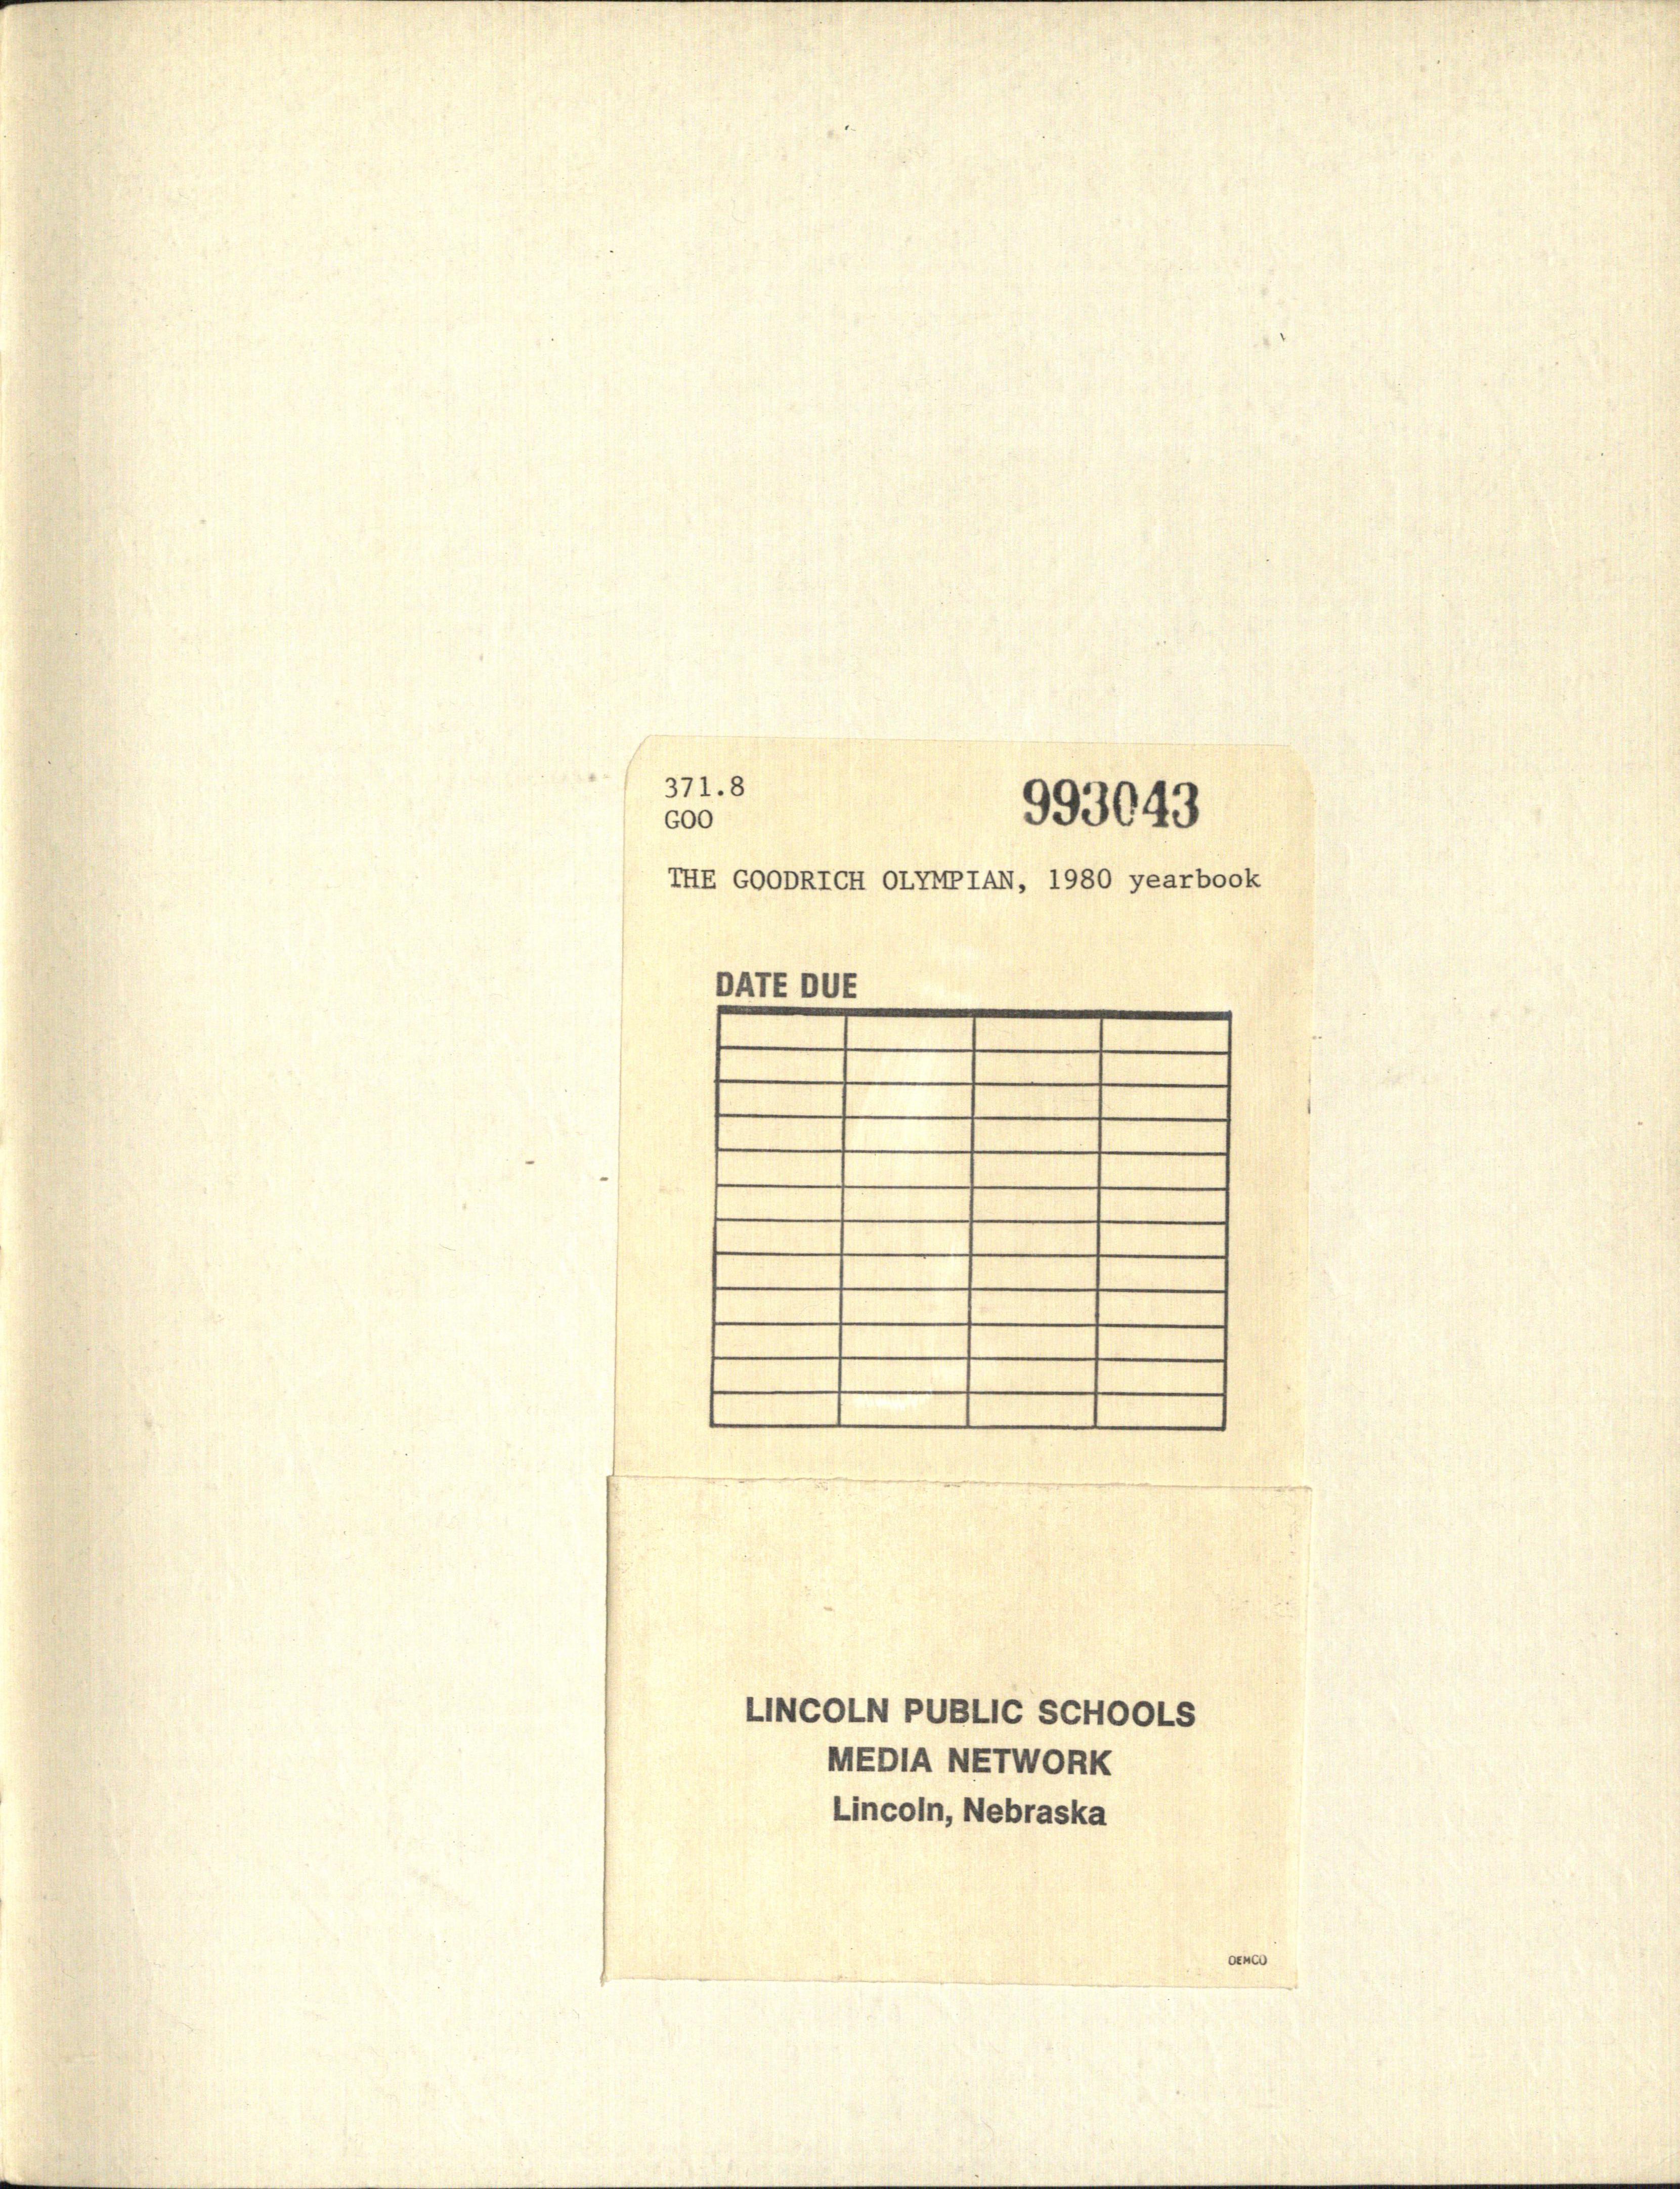 371.8
GOO
993043
THE GOODRICH OLYMPIAN, 1980 yearbook
DATE DUE
LINCOLN PUBLIC SCHOOLS
MEDIA NETWORK
Lincoln, Nebraska
DEMCO